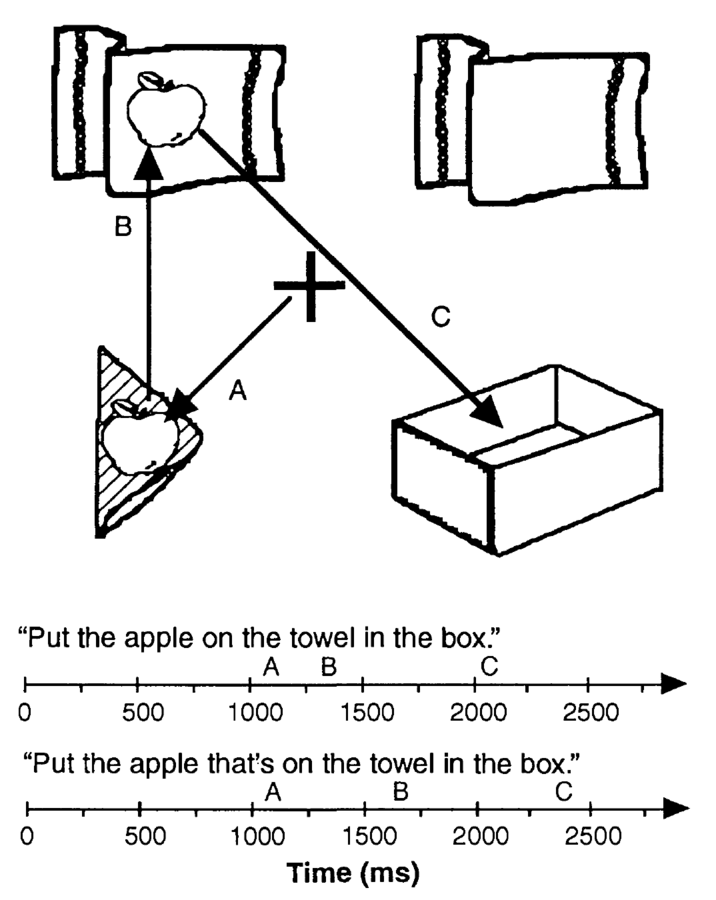 B
C
A
“Put the apple on the towel in the box.”
A B C
0 500 1000 1500 2000 2500
“Put the apple that’s on the towel in the box.”
A B C
0 500 1000 1500 2000 2500
Time (ms)